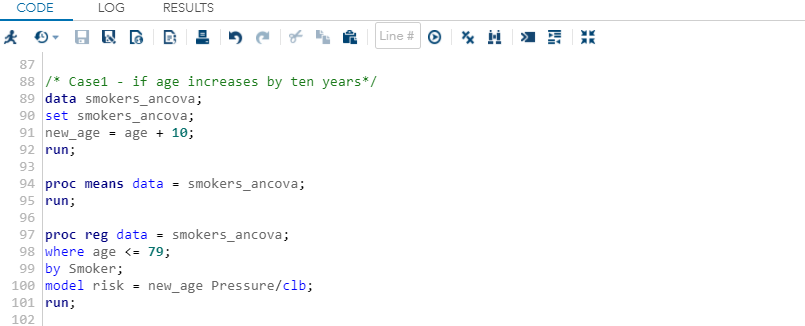 CODE LOG RESULTS
Line #
87
88 /* Case1 - if age increases by ten years*/
89 data smokers_ancova;
90 set smokers_ancova;
91 new_age = age + 10;
92 run;
93
94 proc means data = smokers_ancova;
95 run;
96
97 proc reg data = smokers_ancova;
98 where age <= 79;
99 by Smoker;
100 model risk = new_age Pressure/clb;
101 run;
102